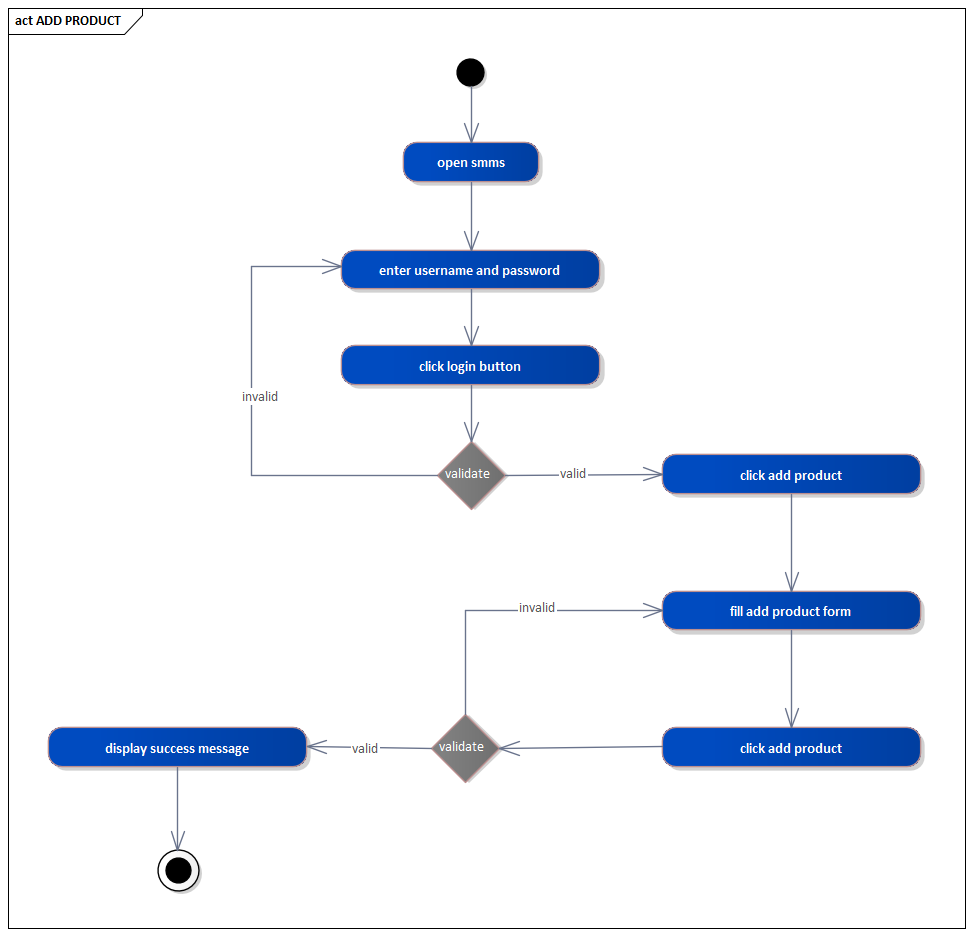 act ADD PRODUCT
open smms
enter username and password
click login button
invalid
validate
valid
click add product
invalid
fill add product form
display success message
valid
validate
click add product